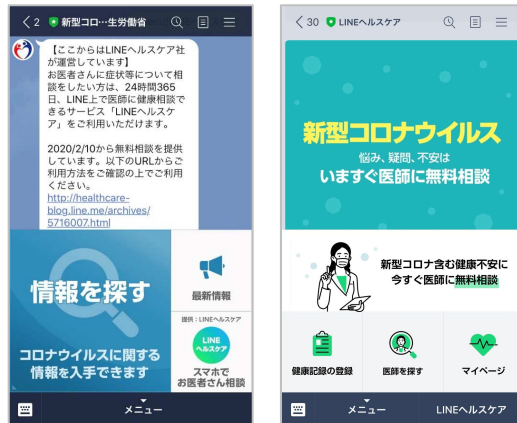 2
新型コロ…生労働省
【ここからはLINEヘルスケア社
が運営しています】
お医者さんに症状等について相
談をしたい方は、24時間365
日、LINE上で医師に健康相談で
きるサービス「LINEヘルスケ
ア」をご利用いただけます。
2020/2/10から無料相談を提供
しています。以下のURLからご
利用方法をご確認の上でご利用
ください。
http://healthcare-
blog.line.me/archives/
5716007.html
情報を探す
コロナウイルスに関する
情報を入手できます
最新情報
提供：LINEヘルスケア
LINE
ヘルスケア
スマホで
お医者さん相談
メニュー
30
LINEヘルスケア
新型コロナウイルス
悩み、疑問、不安は
いますぐ医師に無料相談
新型コロナ含む健康不安に
今すぐ医師に無料相談
健康記録の登録
医師を探す
マイページ
メニュー
LINEヘルスケア